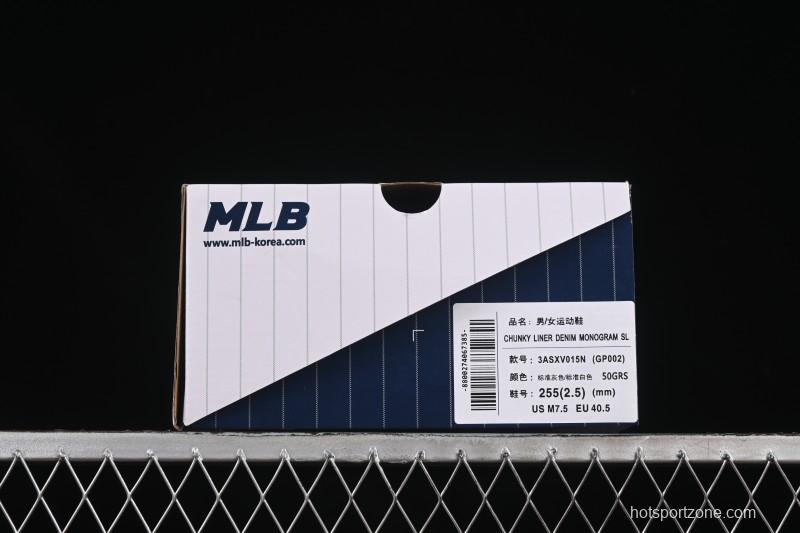 MLB
www.mlb-korea.com
品名：男/女运动鞋
CHUNKY LINER DENIM MONOGRAM SL
款号：3ASXV015N (GP002)
颜色：标准灰色/标准白色 50GRS
鞋号：255(2.5) (mm)
US M7.5 EU 40.5
-8800274067385-
hotsportzone.com